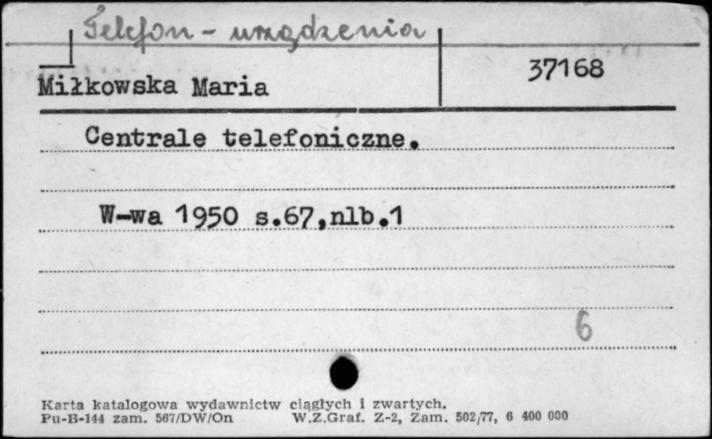 Telefon - urządzenia
37168
Miłkowska Maria
Centrale telefoniczne.
W-wa 1950 s.67,nlb.1
6
Karta katalogowa wydawnictw ciągłych i zwartych.
Pu-B-144 zam. 567/DW/On W.Z.Graf. Z-2, Zam. 502/77, 6 400 000